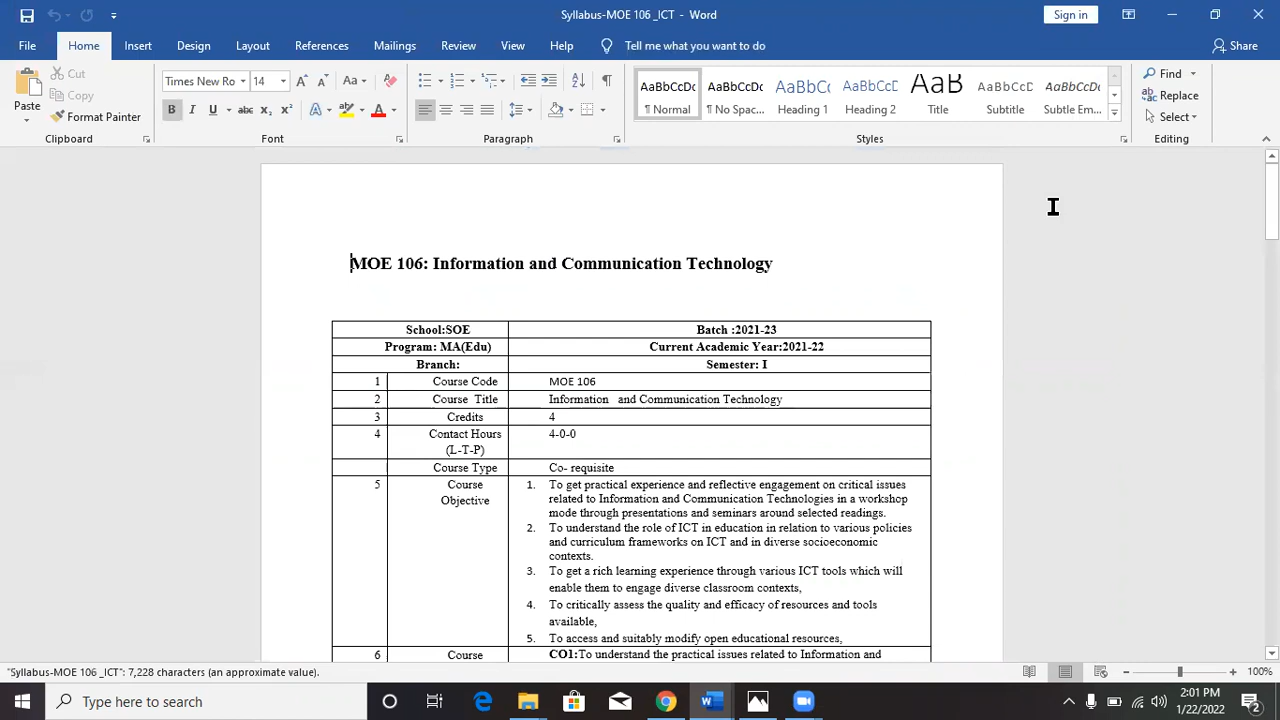 Syllabus-MOE 106 _ICT - Word
Sign in
File Home Insert Design Layout References Mailings Review View Help Tell me what you want to do Share
Paste
Cut
Copy
Format Painter
Clipboard
Times New Ro 14 Aa
B I U abc x₂ x² A ab A
Font
Paragraph
AaBbCcDc AaBbCcDc AaBbCc AaBbCcC AaB AaBbCcD AaBbCcDc
¶ Normal ¶ No Spac... Heading 1 Heading 2 Title Subtitle Subtle Em...
Styles
Find
Replace
Select
Editing
MOE 106: Information and Communication Technology
School:SOE Batch :2021-23
Program: MA(Edu) Current Academic Year:2021-22
Branch: Semester: I
1 Course Code MOE 106
2 Course Title Information and Communication Technology
3 Credits 4
4 Contact Hours 4-0-0
(L-T-P)
Course Type Co- requisite
5 Course 1. To get practical experience and reflective engagement on critical issues
Objective related to Information and Communication Technologies in a workshop
mode through presentations and seminars around selected readings.
2. To understand the role of ICT in education in relation to various policies
and curriculum frameworks on ICT and in diverse socioeconomic
contexts.
3. To get a rich learning experience through various ICT tools which will
enable them to engage diverse classroom contexts,
4. To critically assess the quality and efficacy of resources and tools
available,
5. To access and suitably modify open educational resources,
6 Course CO1:To understand the practical issues related to Information and
"Syllabus-MOE 106 _ICT": 7,228 characters (an approximate value).
100%
Type here to search
2:01 PM
1/22/2022
2